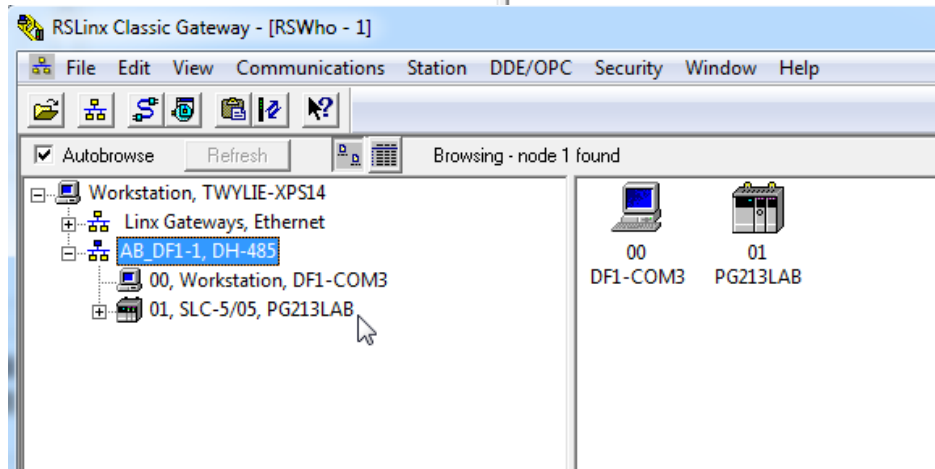 RSLinx Classic Gateway - [RSWho - 1]
File Edit View Communications Station DDE/OPC Security Window Help
Autobrowse Refresh Browsing - node 1 found
Workstation, TWYLIE-XPS14
Linx Gateways, Ethernet
AB_DF1-1, DH-485
00, Workstation, DF1-COM3
01, SLC-5/05, PG213LAB
00
DF1-COM3
01
PG213LAB